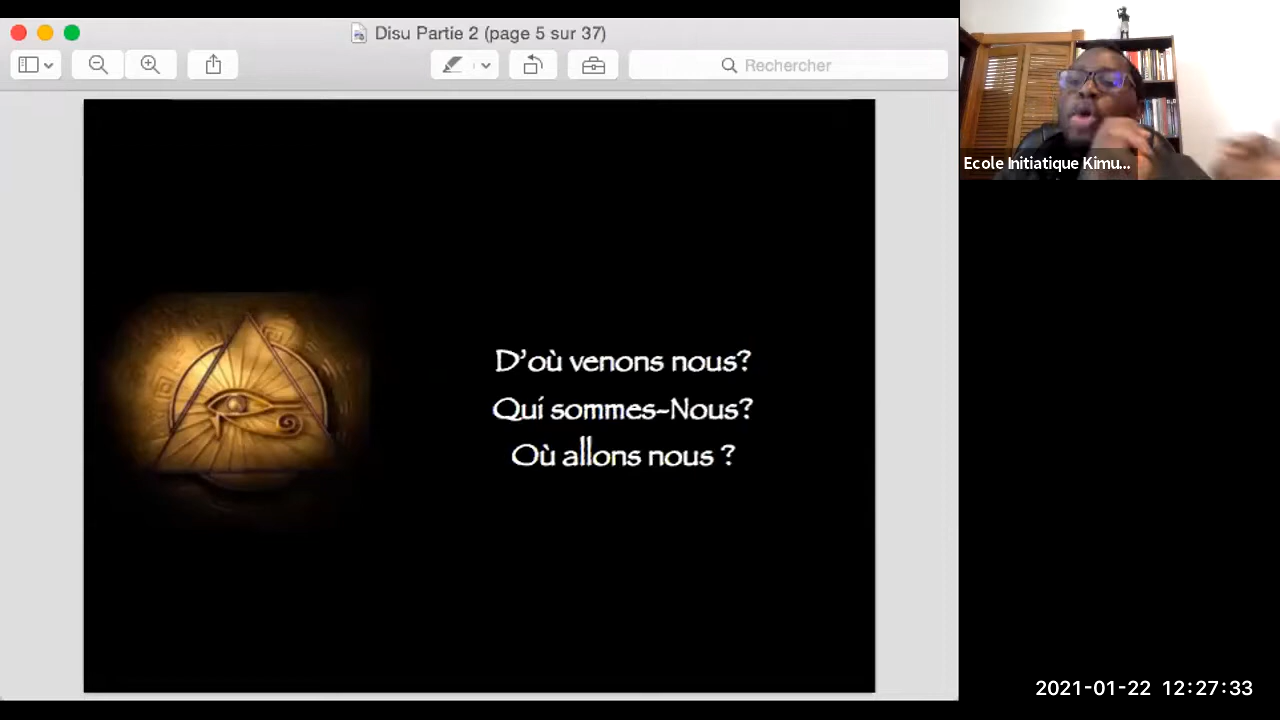 Disu Partie 2 (page 5 sur 37)
Rechercher
Ecole Initiatique Kimu...
D'où venons nous?
Qui sommes-Nous?
Où allons nous ?
2021-01-22 12:27:33